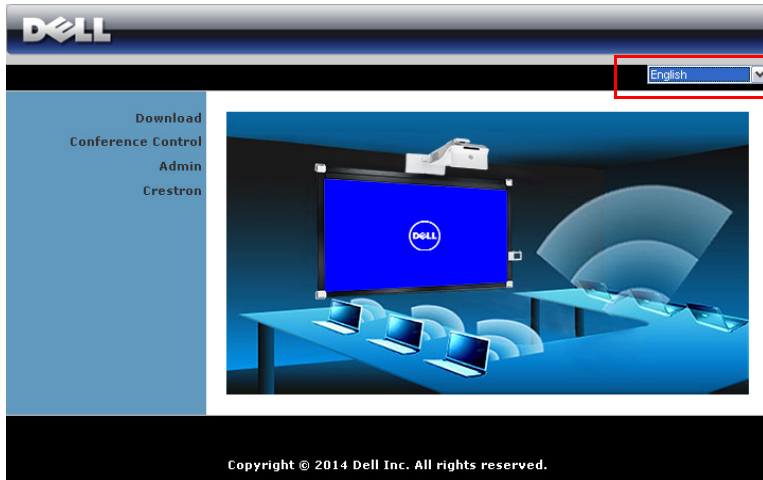 DELL
English
Download
Conference Control
Admin
Crestron
DELL
Copyright © 2014 Dell Inc. All rights reserved.